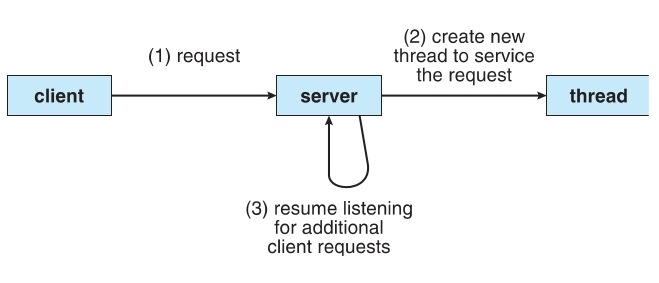 (1) request
(2) create new
thread to service
the request
client
server
thread
(3) resume listening
for additional
client requests